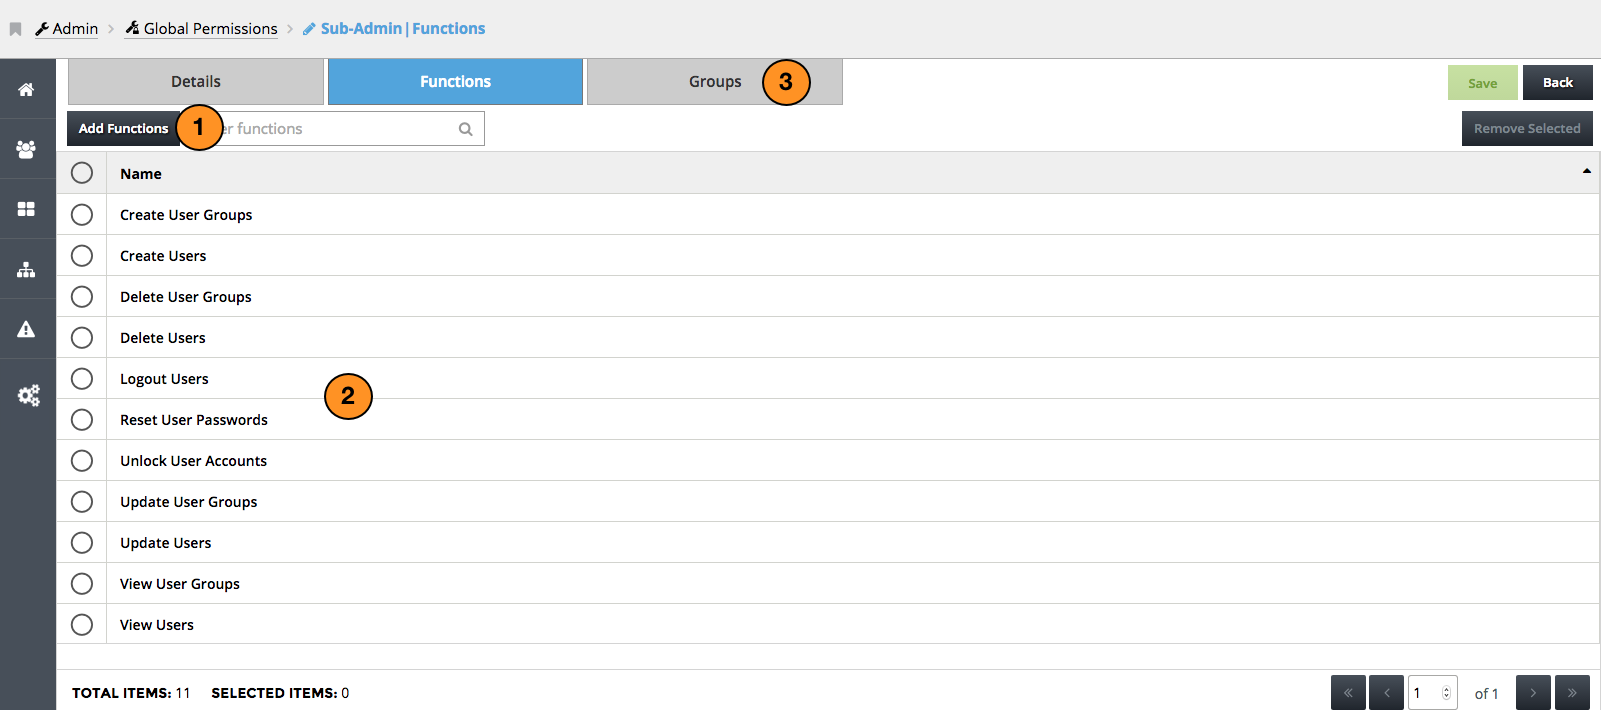 Admin > Global Permissions > Sub-Admin|Functions
Details Functions Groups 3 Save Back
Add Functions 1 functions Remove Selected
Name
Create User Groups
Create Users
Delete User Groups
Delete Users
Logout Users
2
Reset User Passwords
Unlock User Accounts
Update User Groups
Update Users
View User Groups
View Users
TOTAL ITEMS: 11 SELECTED ITEMS: 0 « ‹ 1 of 1 › »